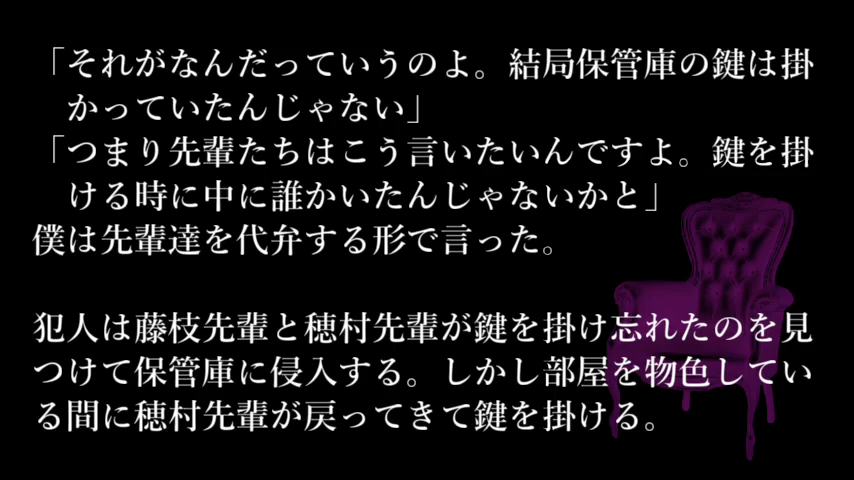 「それがなんだっていうのよ。結局保管庫の鍵は掛
かっていたんじゃない」
「つまり先輩たちはこう言いたいんですよ。鍵を掛
ける時に中に誰かいたんじゃないかと」
僕は先輩達を代弁する形で言った。
犯人は藤枝先輩と穂村先輩が鍵を掛け忘れたのを見
つけて保管庫に侵入する。しかし部屋を物色してい
る間に穂村先輩が戻ってきて鍵を掛ける。